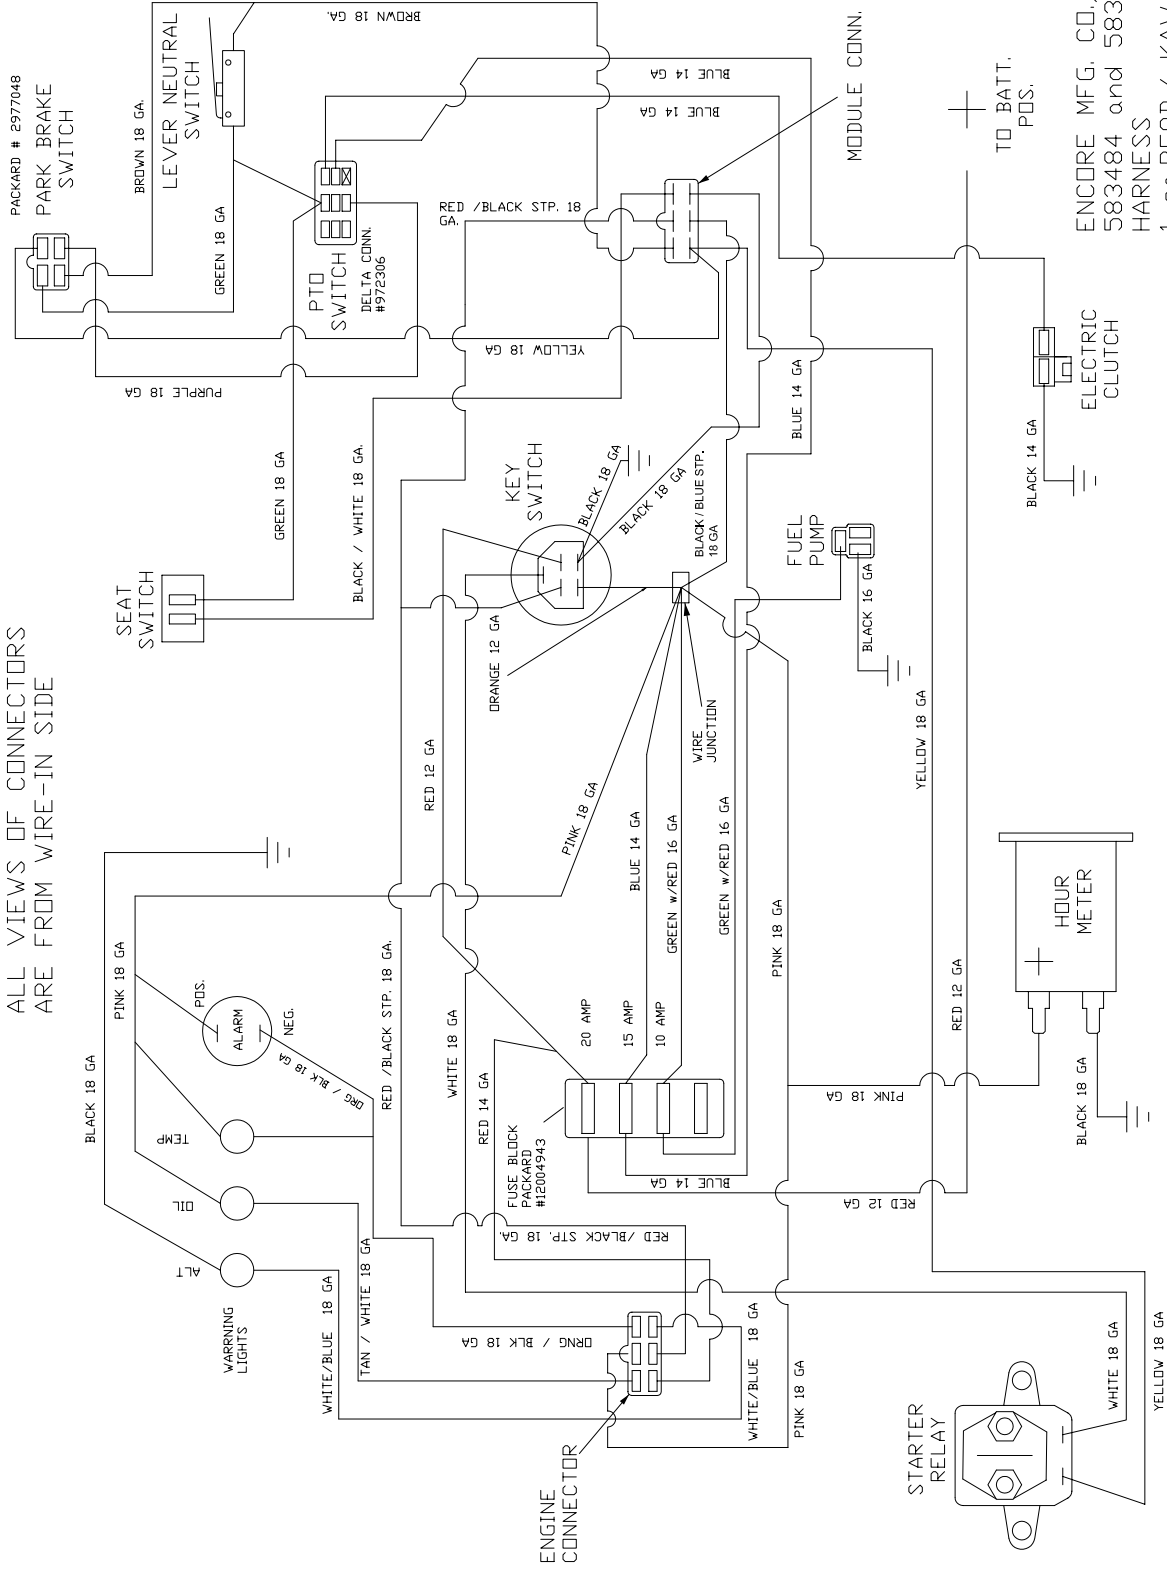 ALL VIEWS OF CONNECTORS
ARE FROM WIRE-IN SIDE
PACKARD # 2977048
PARK BRAKE
SWITCH
BROWN 18 GA.
LEVER NEUTRAL
SWITCH
BROWN 18 GA.
GREEN 18 GA
PTO
SWITCH
DELTA CONN.
#972306
RED /BLACK STP. 18
GA.
BLUE 14 GA
BLUE 14 GA
MODULE CONN.
TO BATT.
POS.
ENCORE MFG. CO.
583484 and 583
HARNESS
PURPLE 18 GA
YELLOW 18 GA
GREEN 18 GA
BLACK / WHITE 18 GA.
SEAT
SWITCH
KEY
SWITCH
BLACK 18 GA
BLACK 18 GA
BLACK / BLUE STP.
18 GA
BLUE 14 GA
ELECTRIC
CLUTCH
BLACK 14 GA
FUEL
PUMP
BLACK 16 GA
ORANGE 12 GA
WIRE
JUNCTION
RED 12 GA
PINK 18 GA
BLUE 14 GA
GREEN w/RED 16 GA
GREEN w/RED 16 GA
PINK 18 GA
YELLOW 18 GA
RED 12 GA
HOUR
METER
PINK 18 GA
BLACK 18 GA
PINK 18 GA
BLACK 18 GA
POS.
ALARM
NEG.
ORG / BLK 18 GA
TEMP
OIL
ALT
WARRNING
LIGHTS
RED /BLACK STP. 18 GA.
WHITE 18 GA
RED 14 GA
20 AMP
15 AMP
10 AMP
FUSE BLOCK
PACKARD
#12004943
BLUE 14 GA
RED 12 GA
RED /BLACK STP. 18 GA.
WHITE/BLUE 18 GA
TAN / WHITE 18 GA
ORNG / BLK 18 GA
WHITE/BLUE 18 GA
PINK 18 GA
ENGINE
CONNECTOR
STARTER
RELAY
WHITE 18 GA
YELLOW 18 GA